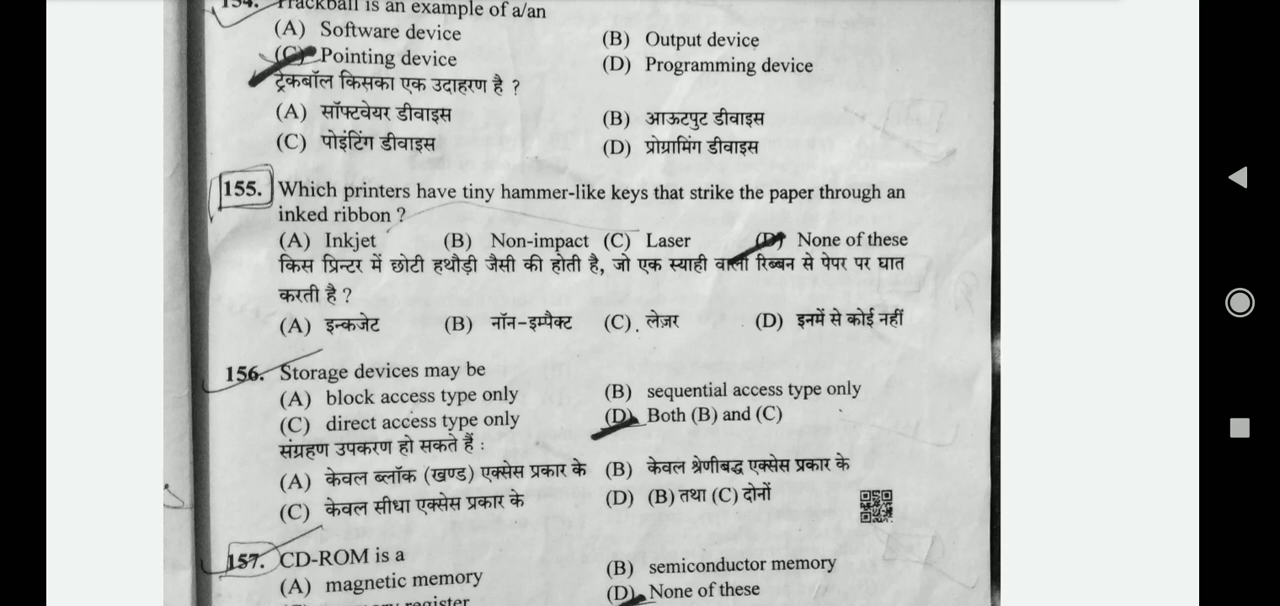 154. Trackball is an example of a/an
(A) Software device (B) Output device
(C) Pointing device (D) Programming device
ट्रेकबॉल किसका एक उदाहरण है ?
(A) सॉफ्टवेयर डीवाइस (B) आऊटपुट डीवाइस
(C) पोइंटिंग डीवाइस (D) प्रोग्रामिंग डीवाइस
155. Which printers have tiny hammer-like keys that strike the paper through an
inked ribbon ?
(A) Inkjet (B) Non-impact (C) Laser (D) None of these
किस प्रिन्टर में छोटी हथौड़ी जैसी की होती है, जो एक स्याही वाली रिब्बन से पेपर पर घात
करती है ?
(A) इन्कजेट (B) नॉन-इम्पैक्ट (C) लेज़र (D) इनमें से कोई नहीं
156. Storage devices may be
(A) block access type only (B) sequential access type only
(C) direct access type only (D) Both (B) and (C)
संग्रहण उपकरण हो सकते हैं :
(A) केवल ब्लॉक (खण्ड) एक्सेस प्रकार के (B) केवल श्रेणीबद्ध एक्सेस प्रकार के
(C) केवल सीधा एक्सेस प्रकार के (D) (B) तथा (C) दोनों
157. CD-ROM is a
(A) magnetic memory (B) semiconductor memory
register (D) None of these